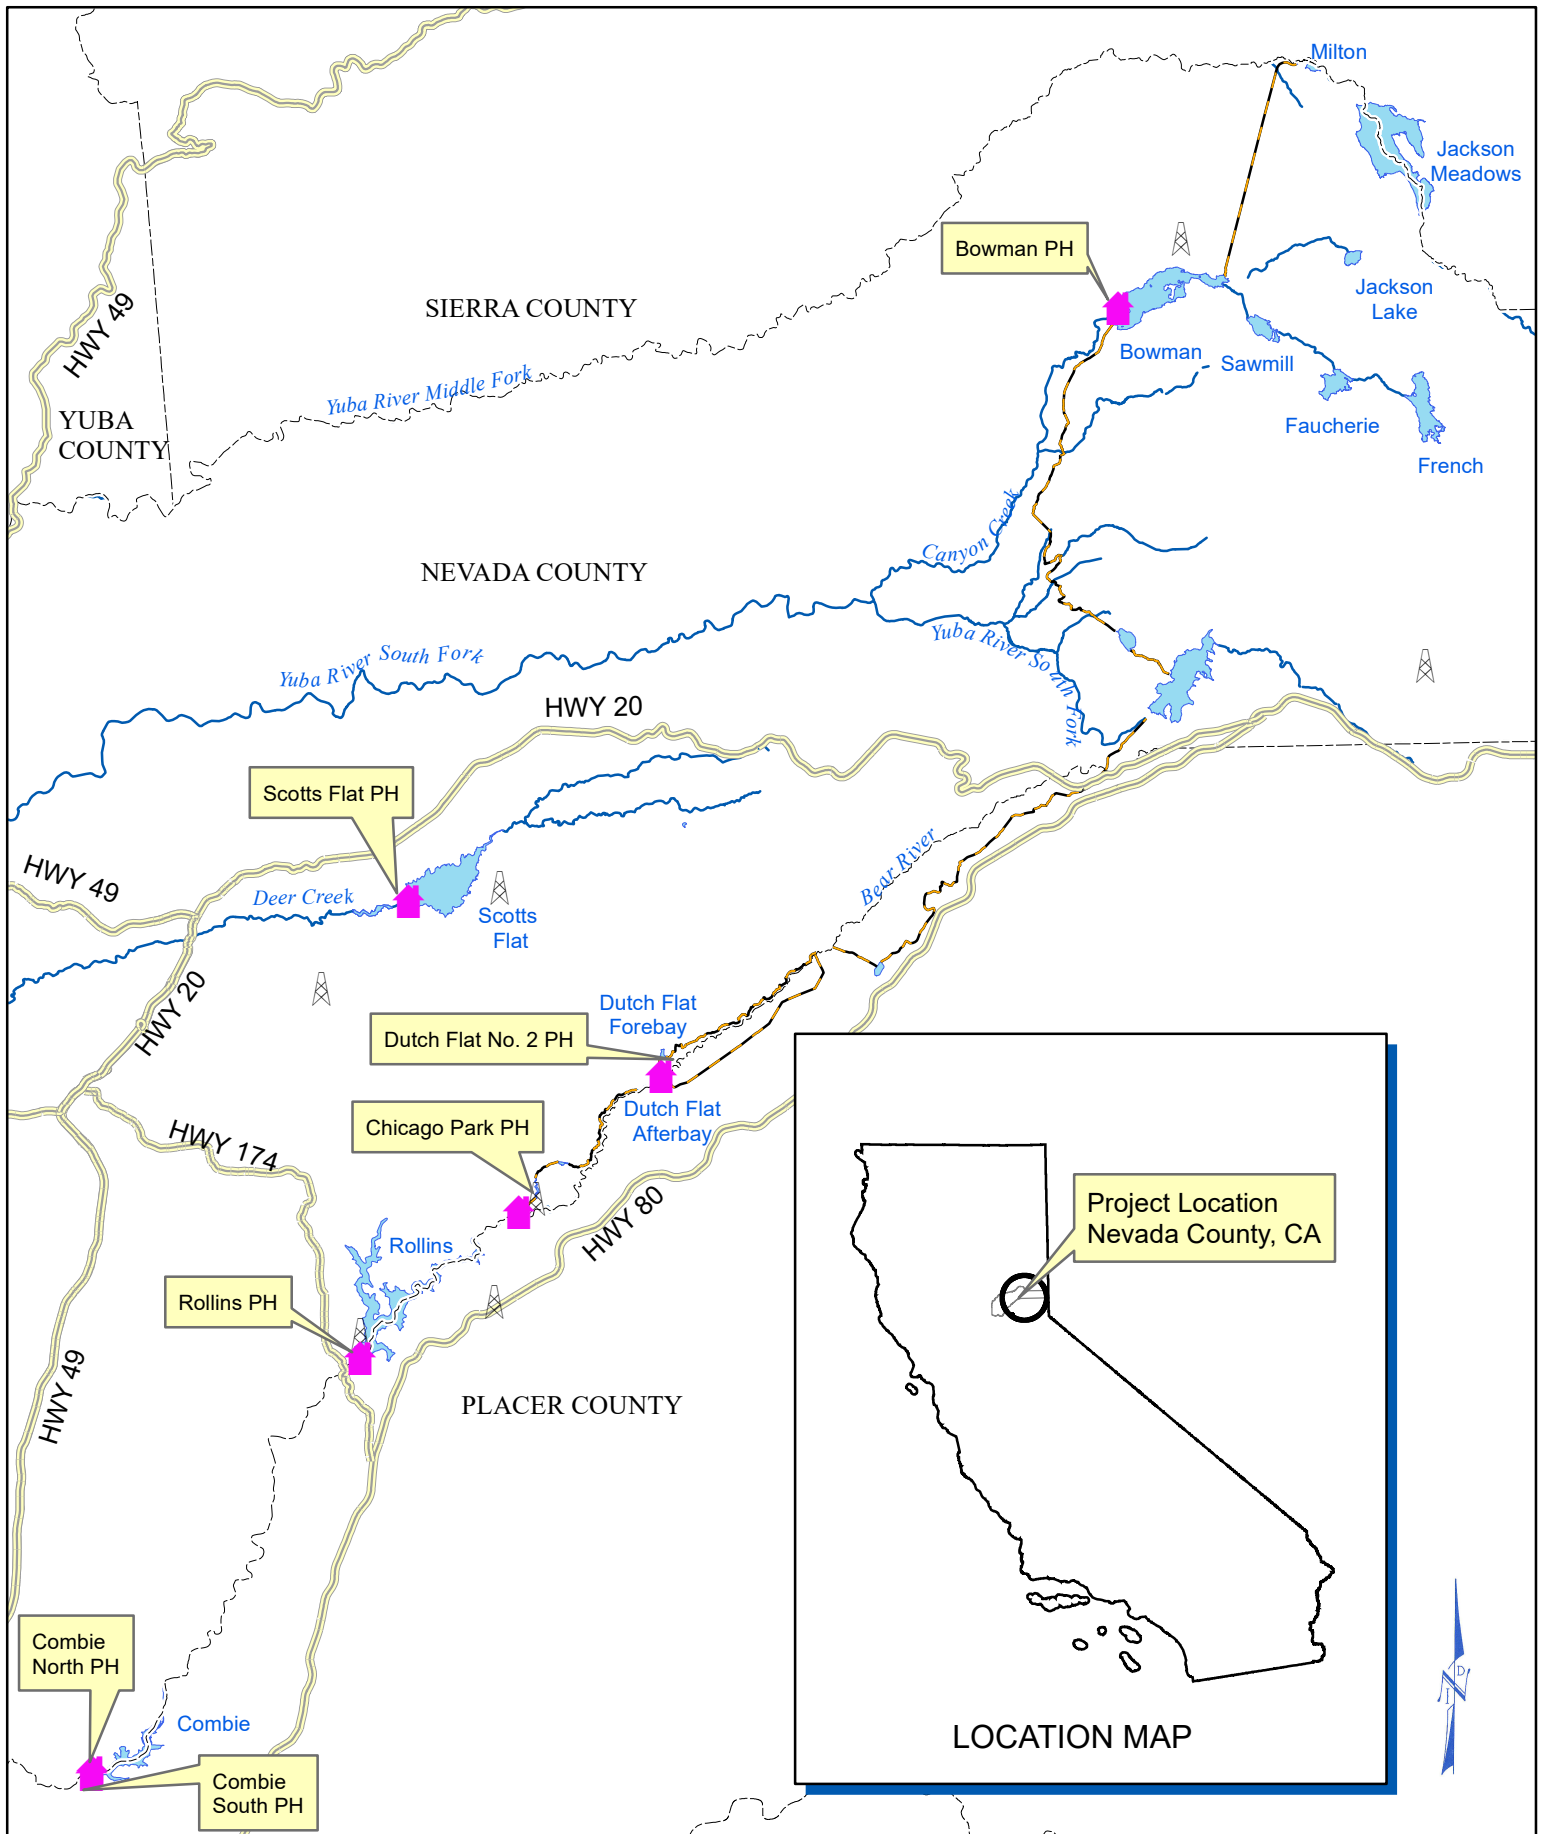 Milton
Jackson
Meadows
Bowman PH
Jackson
Lake
SIERRA COUNTY
HWY 49
Bowman
Sawmill
Yuba River Middle Fork
YUBA
COUNTY
Faucherie
French
Canyon Creek
NEVADA COUNTY
Yuba River South Fork
Yuba River South Fork
HWY 20
Scotts Flat PH
Bear River
HWY 49
Deer Creek
Scotts
Flat
HWY 20
Dutch Flat
Forebay
Dutch Flat No. 2 PH
Dutch Flat
Afterbay
Chicago Park PH
HWY 174
HWY 80
Rollins
Rollins PH
Project Location
Nevada County, CA
HWY 49
PLACER COUNTY
Combie
North PH
Combie
Combie
South PH
LOCATION MAP
N
I
D